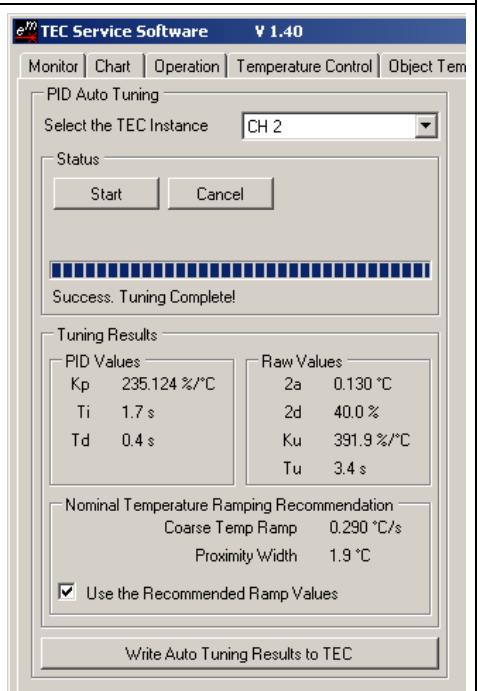 em TEC Service Software V 1.40
Monitor Chart Operation Temperature Control Object Tem
PID Auto Tuning
Select the TEC Instance CH 2
Status
Start Cancel
Success. Tuning Complete!
Tuning Results
PID Values Raw Values
Kp 235.124 %/°C 2a 0.130 °C
Ti 1.7 s 2d 40.0 %
Td 0.4 s Ku 391.9 %/°C
Tu 3.4 s
Nominal Temperature Ramping Recommendation
Coarse Temp Ramp 0.290 °C/s
Proximity Width 1.9 °C
Use the Recommended Ramp Values
Write Auto Tuning Results to TEC